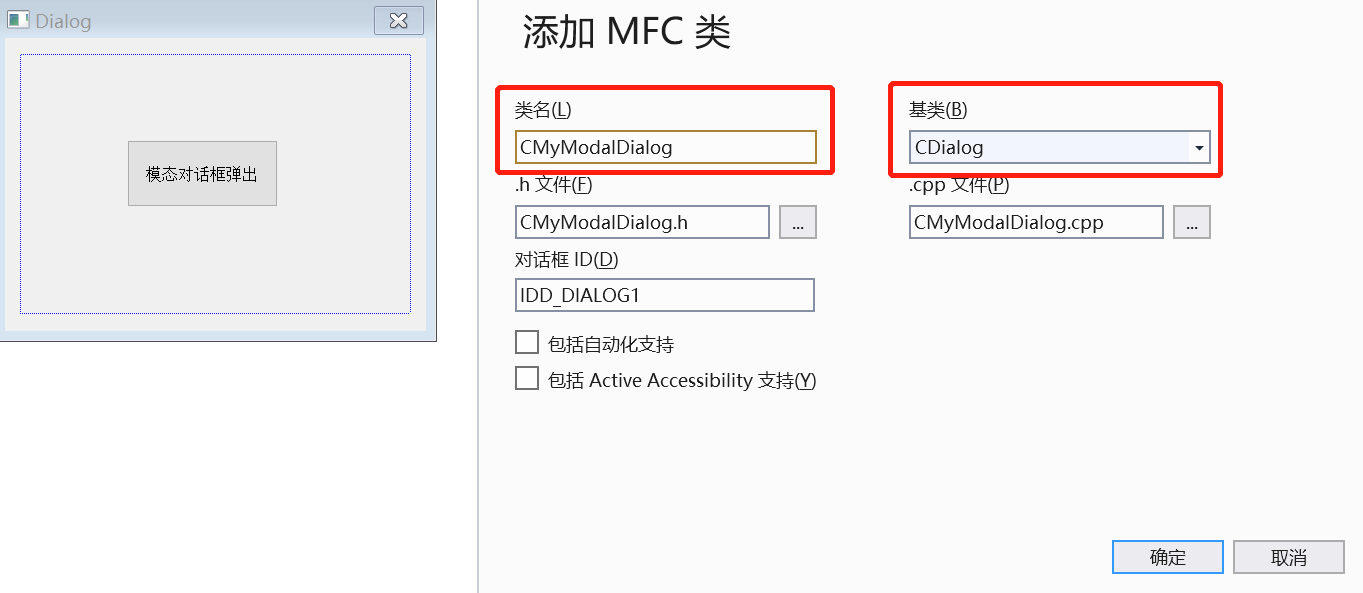 Dialog
模态对话框弹出
添加 MFC 类
类名(L)
基类(B)
CMyModalDialog
CDialog
.h 文件(F)
.cpp 文件(P)
CMyModalDialog.h
...
CMyModalDialog.cpp
...
对话框 ID(D)
IDD_DIALOG1
包括自动化支持
包括 Active Accessibility 支持(Y)
确定
取消